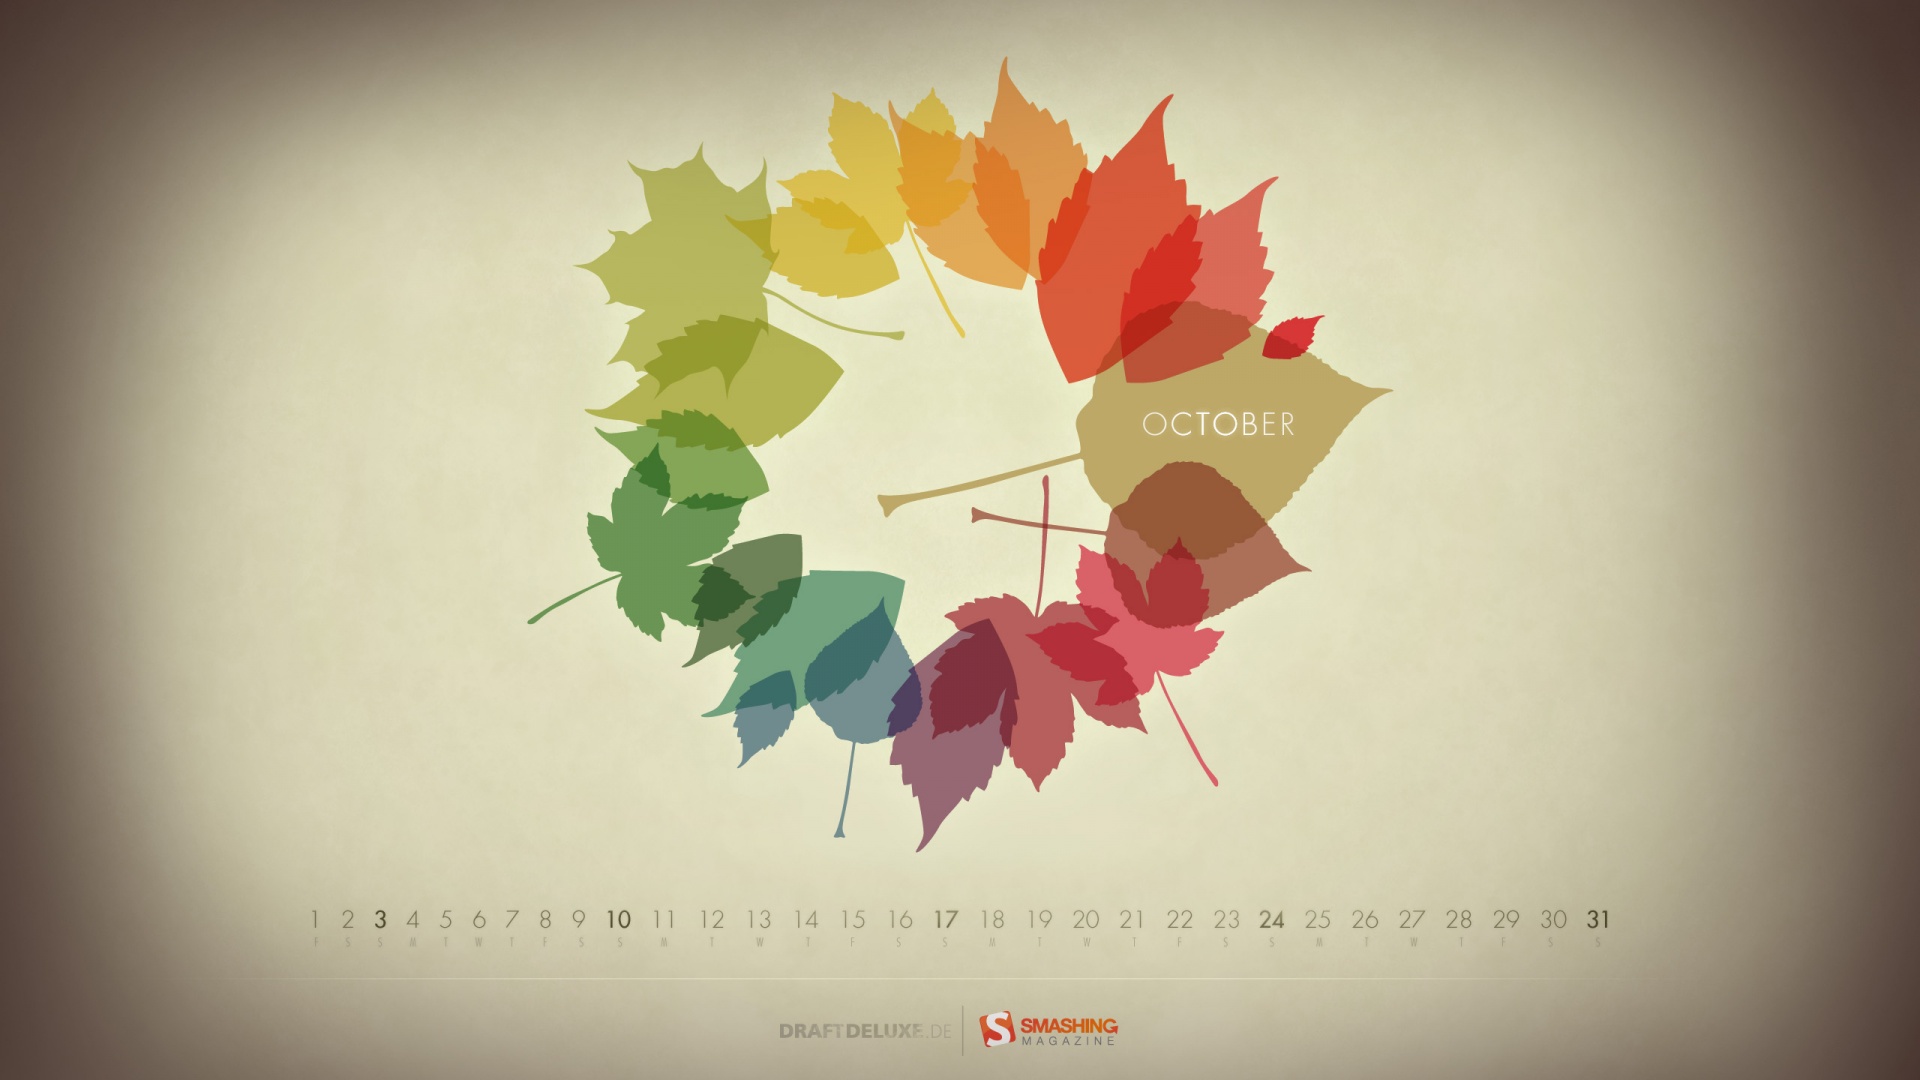 OCTOBER
1 2 3 4 5 6 7 8 9 10 11 12 13 14 15 16 17 18 19 20 21 22 23 24 25 26 27 28 29 30 31
F S S M T W T F S S M T W T F S S M T W T F S S M T W T F S S
DRAFTDELUXE.DE
S SMASHING
MAGAZINE